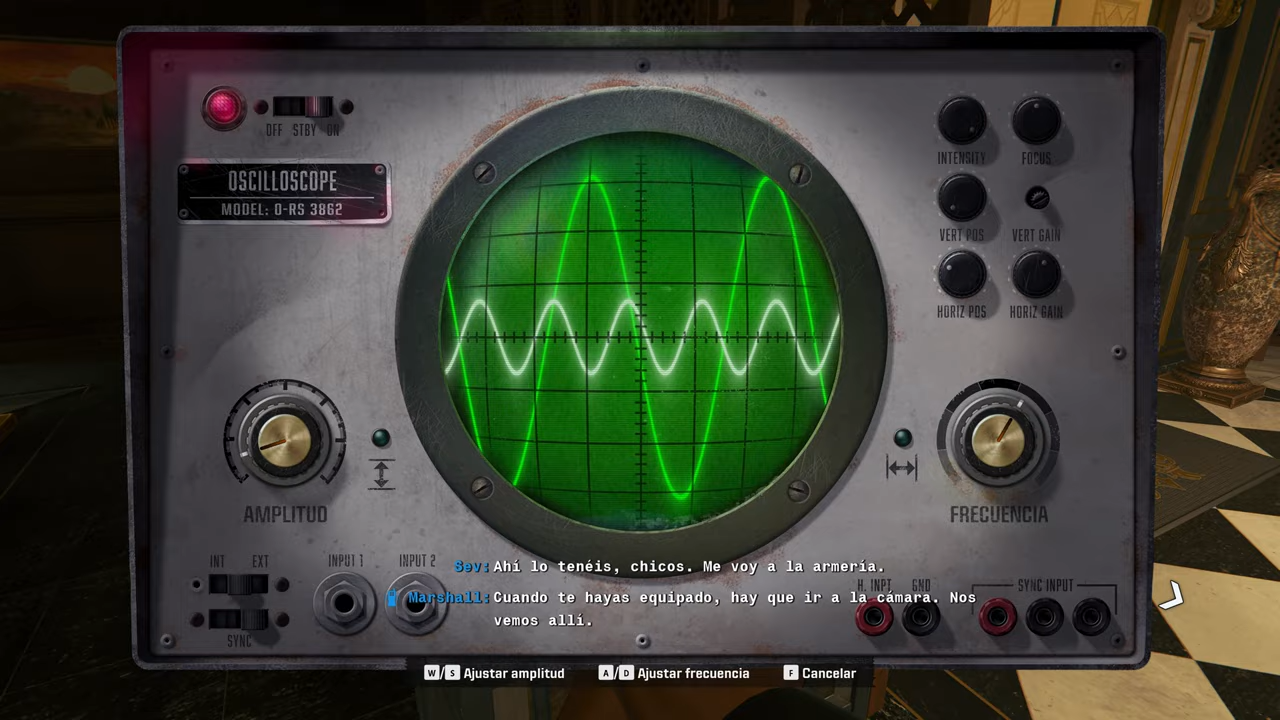 OFF STBY ON
OSCILLOSCOPE
MODEL: O-RS 3862
INTENSITY
FOCUS
VERT POS
VERT GAIN
HORIZ POS
HORIZ GAIN
AMPLITUD
FRECUENCIA
INT EXT
INPUT 1
INPUT 2
SYNC
H. INPT
GND
SYNC INPUT
Sev: Ahí lo tenéis, chicos. Me voy a la armería.
Marshall: Cuando te hayas equipado, hay que ir a la cámara. Nos
vemos allí.
W/S Ajustar amplitud
A/D Ajustar frecuencia
F Cancelar